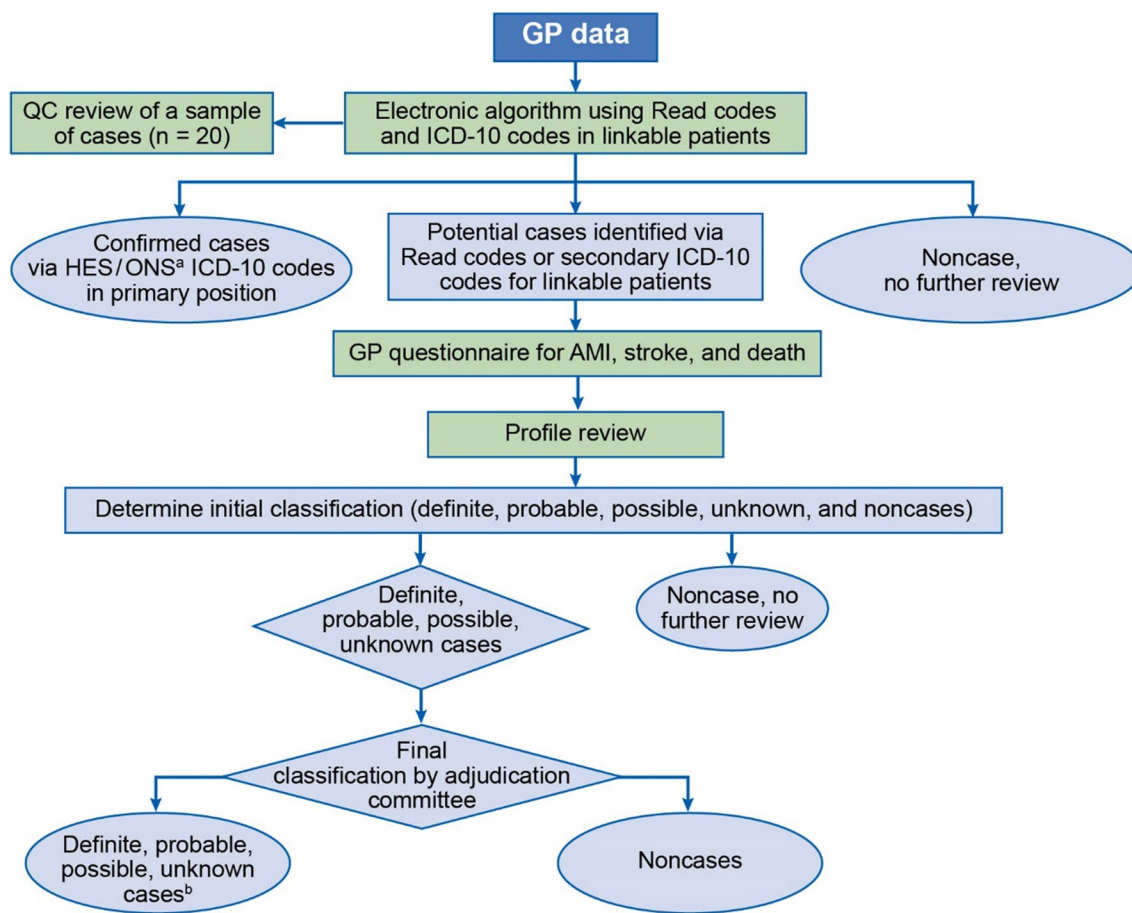 GP data
QC review of a sample
of cases (n = 20)
Electronic algorithm using Read codes
and ICD-10 codes in linkable patients
Confirmed cases
via HES/ONSᵃ ICD-10 codes
in primary position
Potential cases identified via
Read codes or secondary ICD-10
codes for linkable patients
Noncase,
no further review
GP questionnaire for AMI, stroke, and death
Profile review
Determine initial classification (definite, probable, possible, unknown, and noncases)
Definite,
probable, possible,
unknown cases
Noncase, no
further review
Final
classification by adjudication
committee
Definite, probable,
possible, unknown
casesᵇ
Noncases